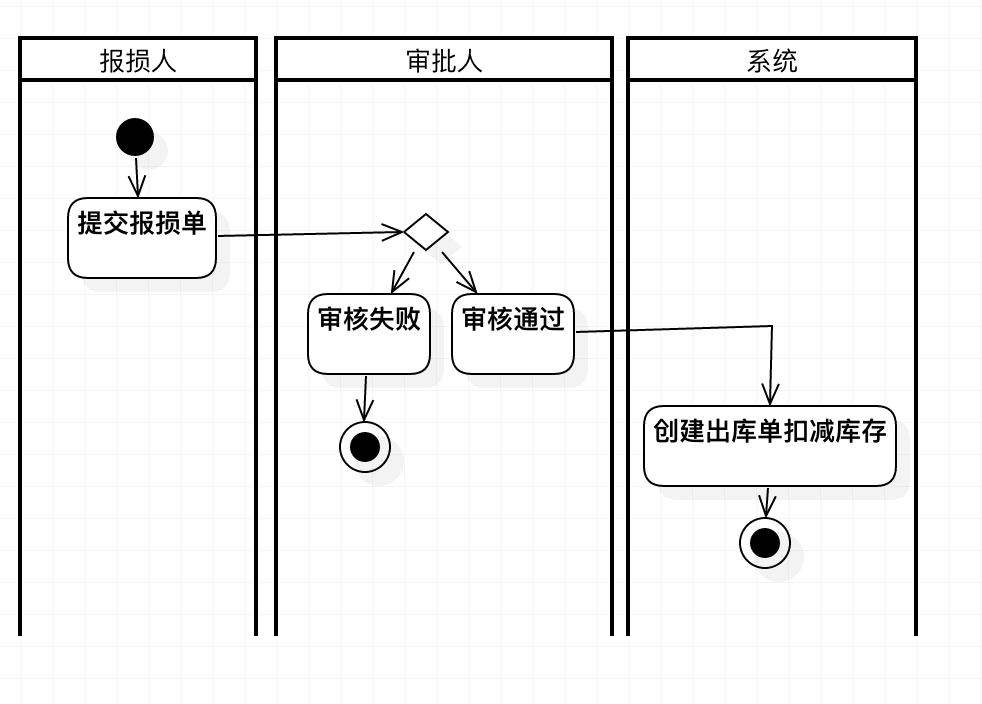 报损人
审批人
系统
提交报损单
审核失败
审核通过
创建出库单扣减库存